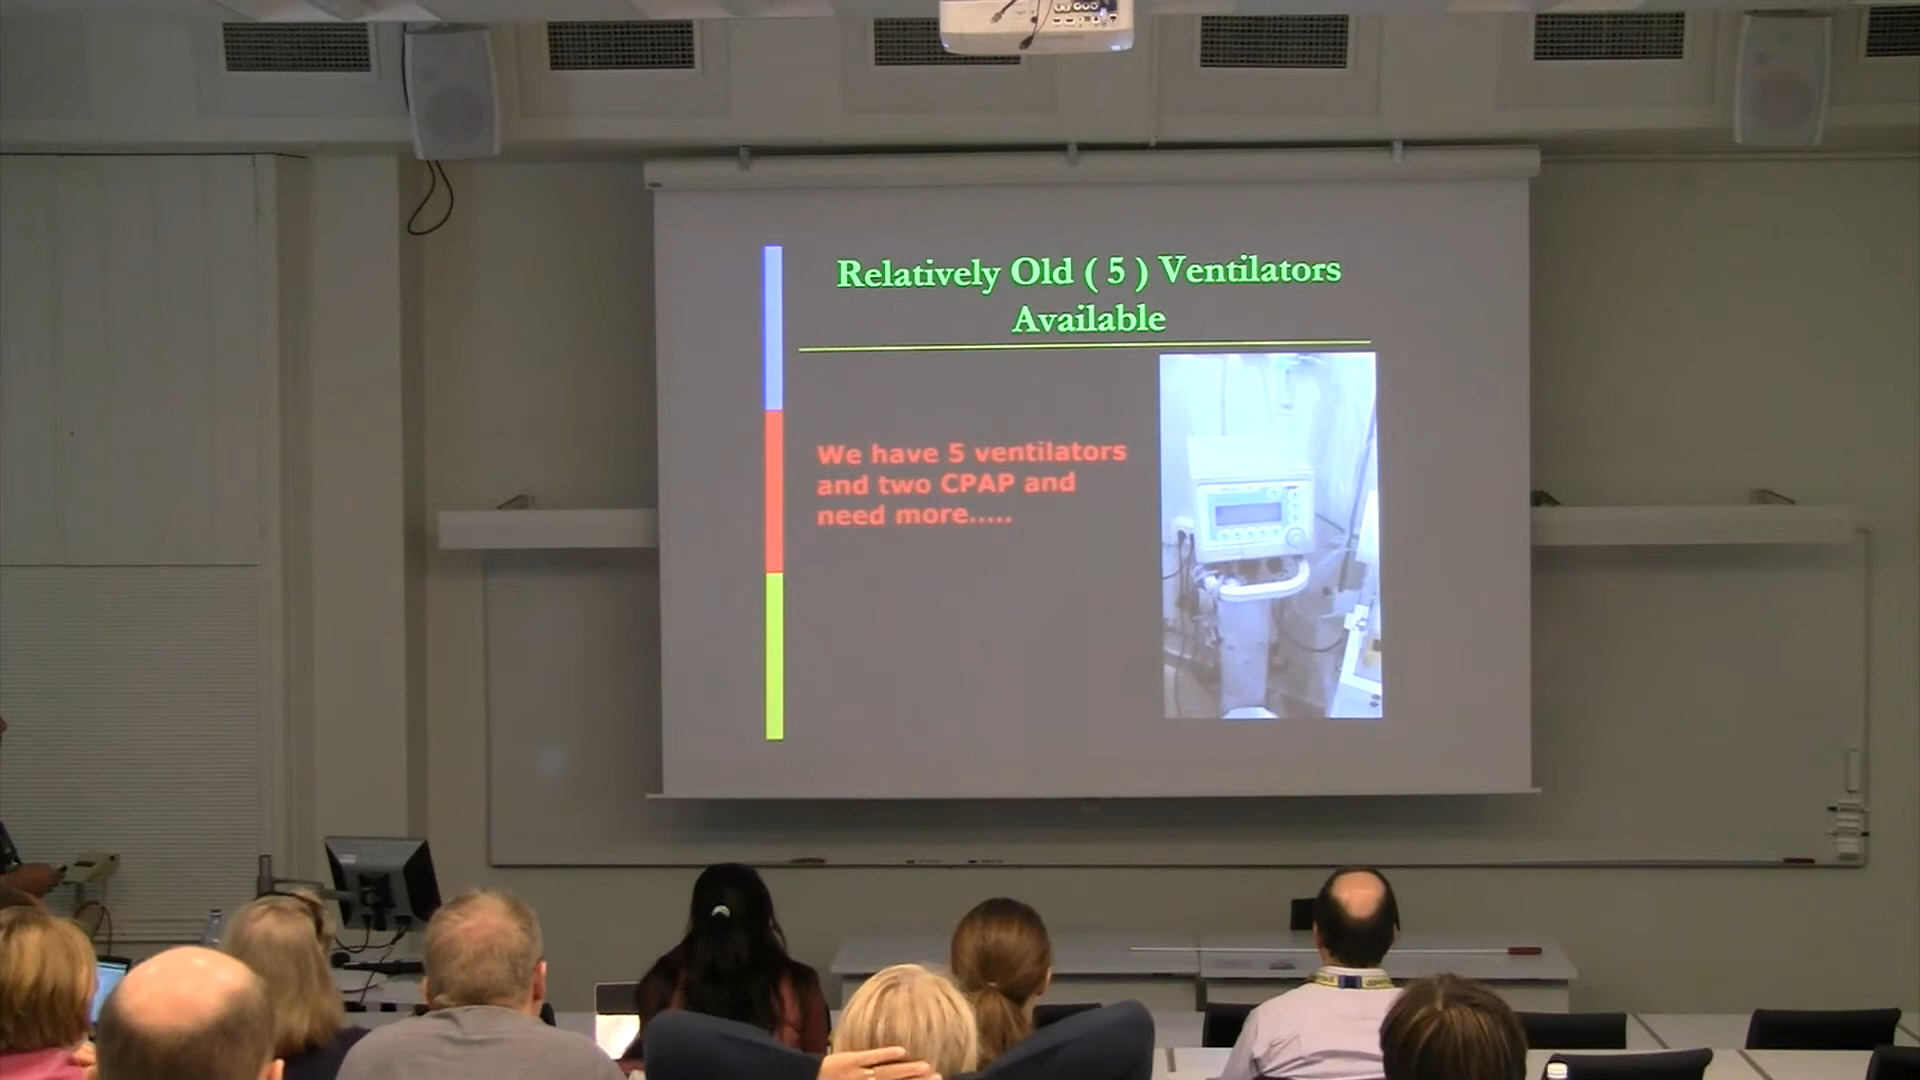 Relatively Old ( 5 ) Ventilators
Available
We have 5 ventilators
and two CPAP and
need more.....